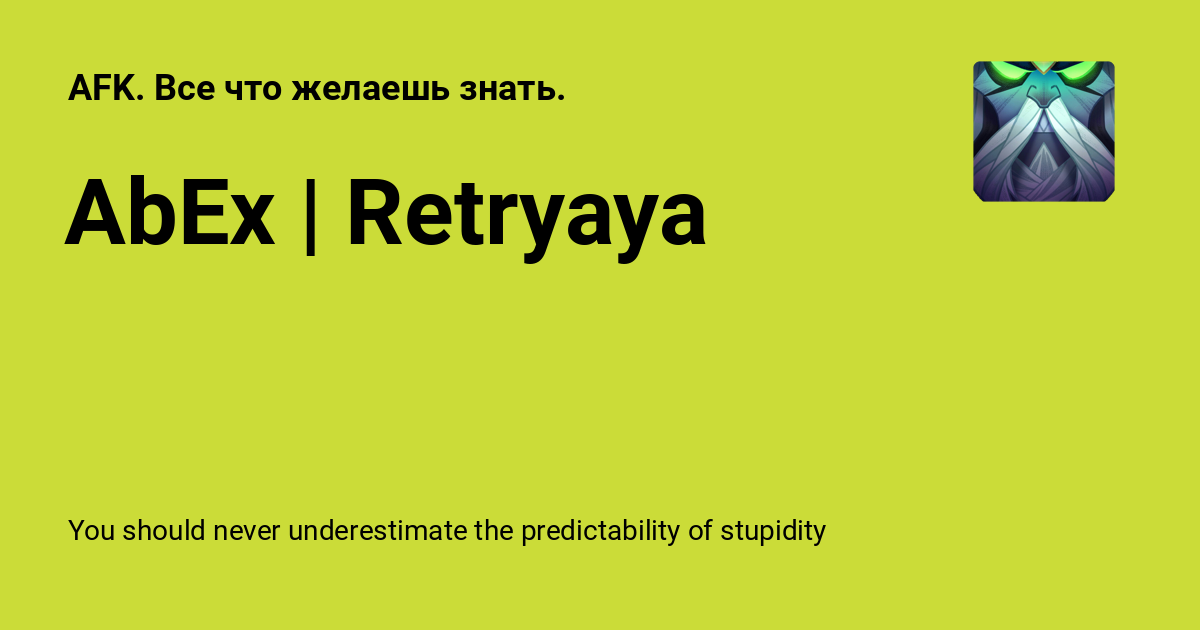 AFK. Все что желаешь знать.
AbEx | Retryaya
You should never underestimate the predictability of stupidity